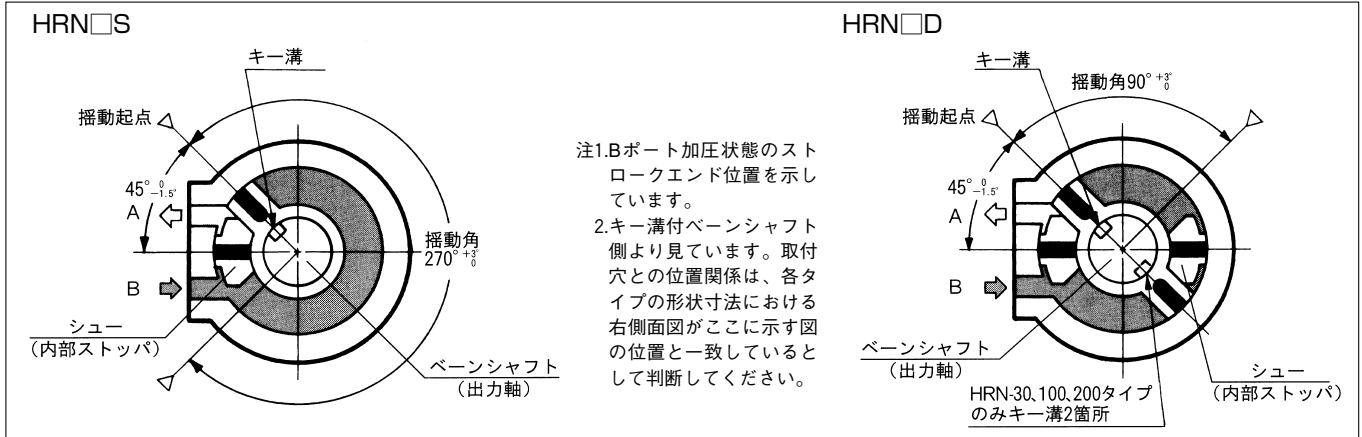 HRN□S
キー溝
揺動起点
45° 0 -1.5°
A
B
揺動角
270° +3° 0
シュー
(内部ストッパ)
ベーンシャフト
(出力軸)
注1.Bポート加圧状態のスト
ロークエンド位置を示し
ています。
2.キー溝付ベーンシャフト
側より見ています。取付
穴との位置関係は、各タ
イプの形状寸法における
右側面図がここに示す図
の位置と一致していると
して判断してください。
HRN□D
キー溝
揺動角90° +3° 0
揺動起点
45° 0 -1.5°
A
B
ベーンシャフト
(出力軸)
シュー
(内部ストッパ)
HRN-30、100、200タイプ
のみキー溝2箇所